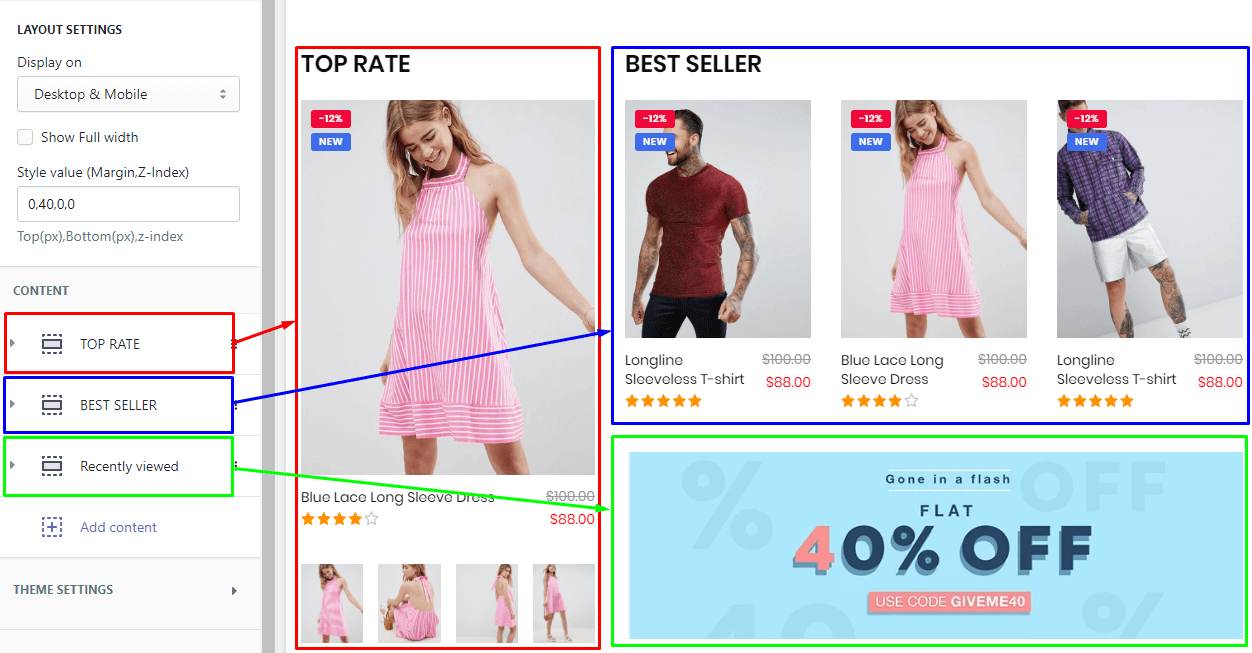 LAYOUT SETTINGS
Display on
Desktop & Mobile
Show Full width
Style value (Margin,Z-Index)
0,40,0,0
Top(px),Bottom(px),z-index
CONTENT
TOP RATE
BEST SELLER
Recently viewed
Add content
THEME SETTINGS
TOP RATE
-12%
NEW
Blue Lace Long Sleeve Dress $100.00
$88.00
BEST SELLER
-12%
NEW
Longline $100.00
Sleeveless T-shirt $88.00
-12%
NEW
Blue Lace Long $100.00
Sleeve Dress $88.00
-12%
NEW
Longline $100.00
Sleeveless T-shirt $88.00
% OFF
Gone in a flash
FLAT
40% OFF
USE CODE GIVEME40
40 %